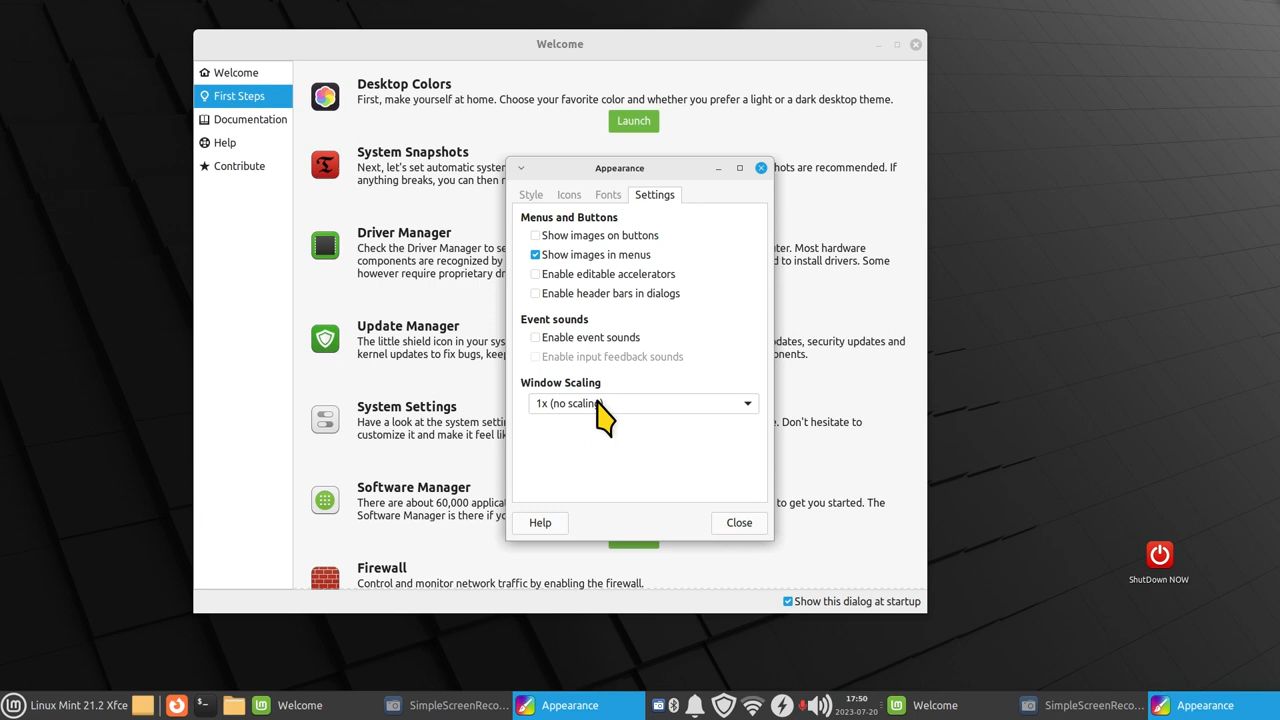 Welcome
Welcome
First Steps
Documentation
Help
Contribute
Desktop Colors
First, make yourself at home. Choose your favorite color and whether you prefer a light or a dark desktop theme.
Launch
System Snapshots
Next, let's set automatic system
hots are recommended. If
anything breaks, you can then
Driver Manager
Check the Driver Manager to se
uter. Most hardware
components are recognized by
d to install drivers. Some
however require proprietary dr
Update Manager
The little shield icon in your sys
pdates, security updates and
kernel updates to fix bugs, keep
onents.
System Settings
Have a look at the system setti
e. Don't hesitate to
customize it and make it feel lik
Software Manager
There are about 60,000 applica
to get you started. The
Software Manager is there if yo
Firewall
Control and monitor network traffic by enabling the firewall.
Show this dialog at startup
Appearance
Style Icons Fonts Settings
Menus and Buttons
Show images on buttons
Show images in menus
Enable editable accelerators
Enable header bars in dialogs
Event sounds
Enable event sounds
Enable input feedback sounds
Window Scaling
1x (no scaling)
Help
Close
ShutDown NOW
Linux Mint 21.2 Xfce
Welcome
SimpleScreenReco...
Appearance
17:50
2023-07-20
Welcome
SimpleScreenReco...
Appearance